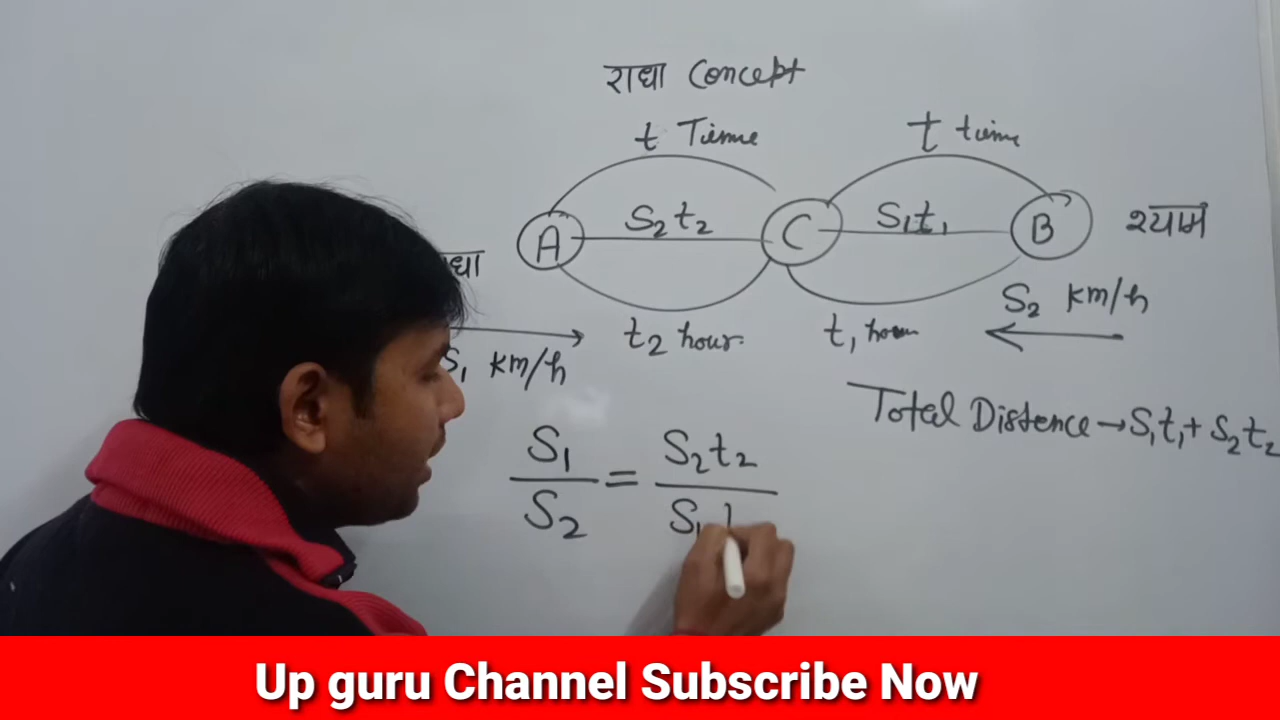 राधा Concept
t Time
t time
S₂t₂
S₁t₁
A
C
B
श्याम
S₂ km/h
t₂ hour
t₁ hour
S₁ km/h
Total Distence → S₁t₁ + S₂t₂
S₁/S₂ = S₂t₂/S₁
Up guru Channel Subscribe Now